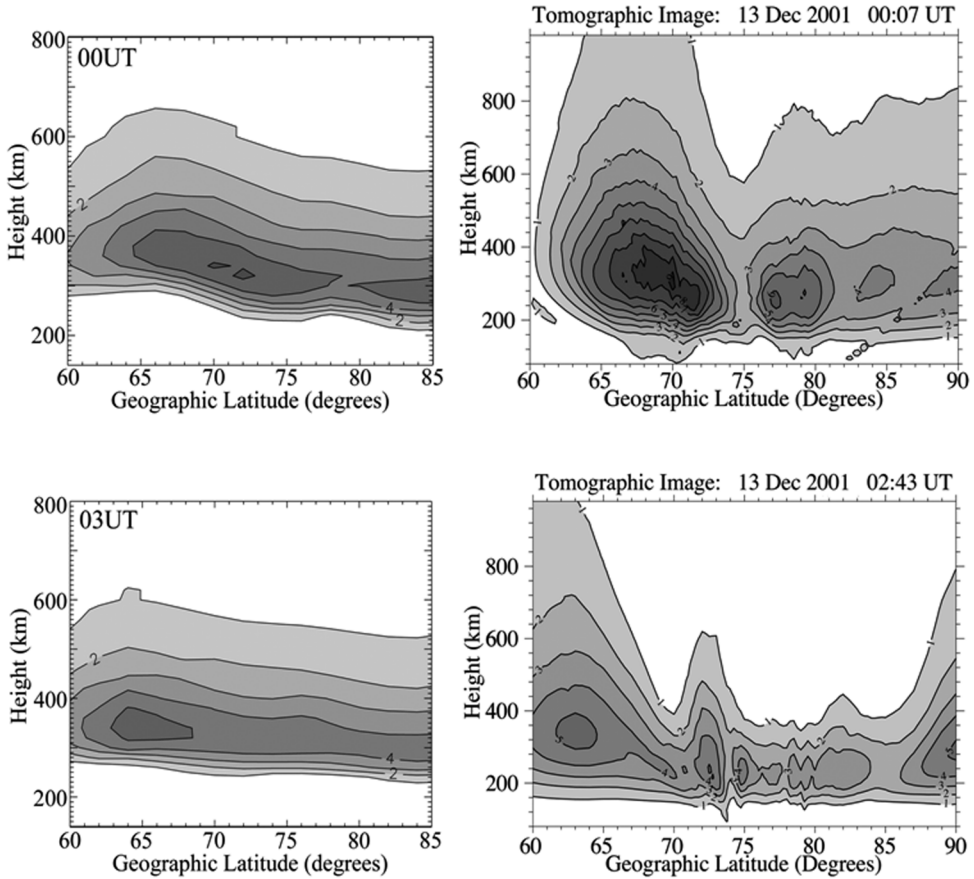 00UT
800
600
400
200
Height (km)
60 65 70 75 80 85
Geographic Latitude (degrees)
2
4
2
Tomographic Image: 13 Dec 2001 00:07 UT
800
600
400
200
Height (km)
60 65 70 75 80 85 90
Geographic Latitude (Degrees)
03UT
800
600
400
200
Height (km)
60 65 70 75 80 85
Geographic Latitude (degrees)
2
4
2
Tomographic Image: 13 Dec 2001 02:43 UT
800
600
400
200
Height (km)
60 65 70 75 80 85 90
Geographic Latitude (Degrees)